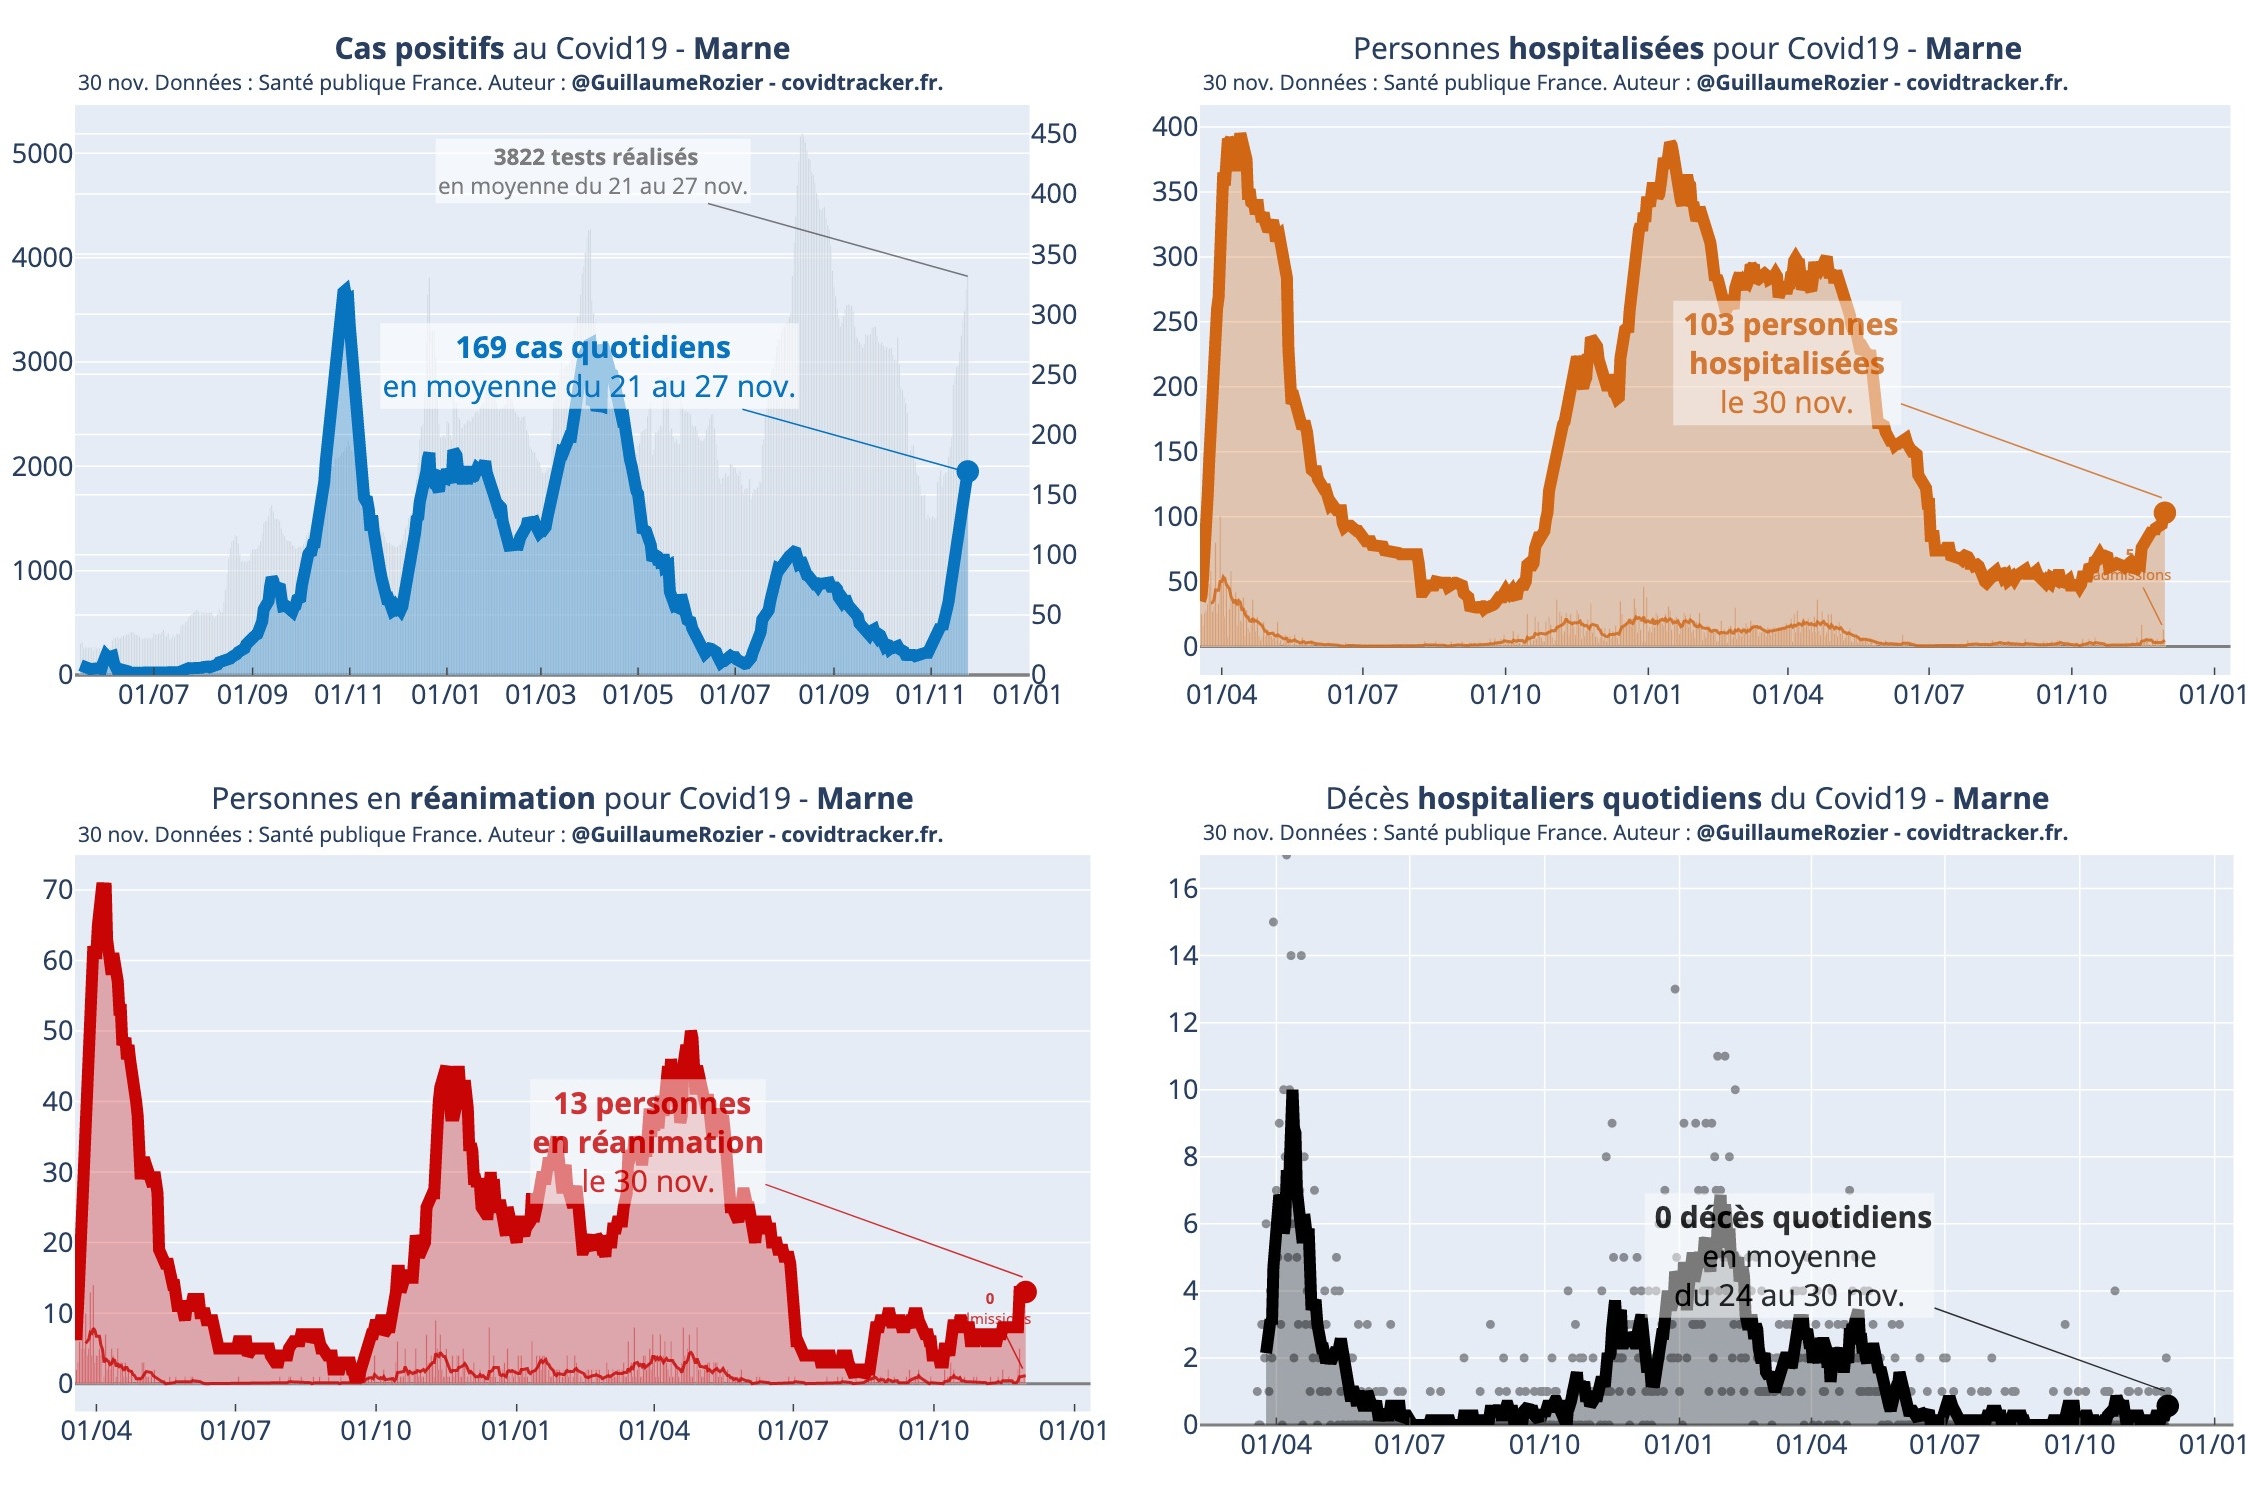 Cas positifs au Covid19 - Marne
30 nov. Données : Santé publique France. Auteur : @GuillaumeRozier - covidtracker.fr.
5000
4000
3000
2000
1000
0
450
400
350
300
250
200
150
100
50
0
3822 tests réalisés
en moyenne du 21 au 27 nov.
169 cas quotidiens
en moyenne du 21 au 27 nov.
01/07 01/09 01/11 01/01 01/03 01/05 01/07 01/09 01/11 01/01
Personnes hospitalisées pour Covid19 - Marne
30 nov. Données : Santé publique France. Auteur : @GuillaumeRozier - covidtracker.fr.
400
350
300
250
200
150
100
50
0
103 personnes
hospitalisées
le 30 nov.
5
admissions
01/04 01/07 01/10 01/01 01/04 01/07 01/10 01/01
Personnes en réanimation pour Covid19 - Marne
30 nov. Données : Santé publique France. Auteur : @GuillaumeRozier - covidtracker.fr.
70
60
50
40
30
20
10
0
13 personnes
en réanimation
le 30 nov.
0
01/04 01/07 01/10 01/01 01/04 01/07 01/10 01/01
Décès hospitaliers quotidiens du Covid19 - Marne
30 nov. Données : Santé publique France. Auteur : @GuillaumeRozier - covidtracker.fr.
16
14
12
10
8
6
4
2
0
0 décès quotidiens
en moyenne
du 24 au 30 nov.
01/04 01/07 01/10 01/01 01/04 01/07 01/10 01/01